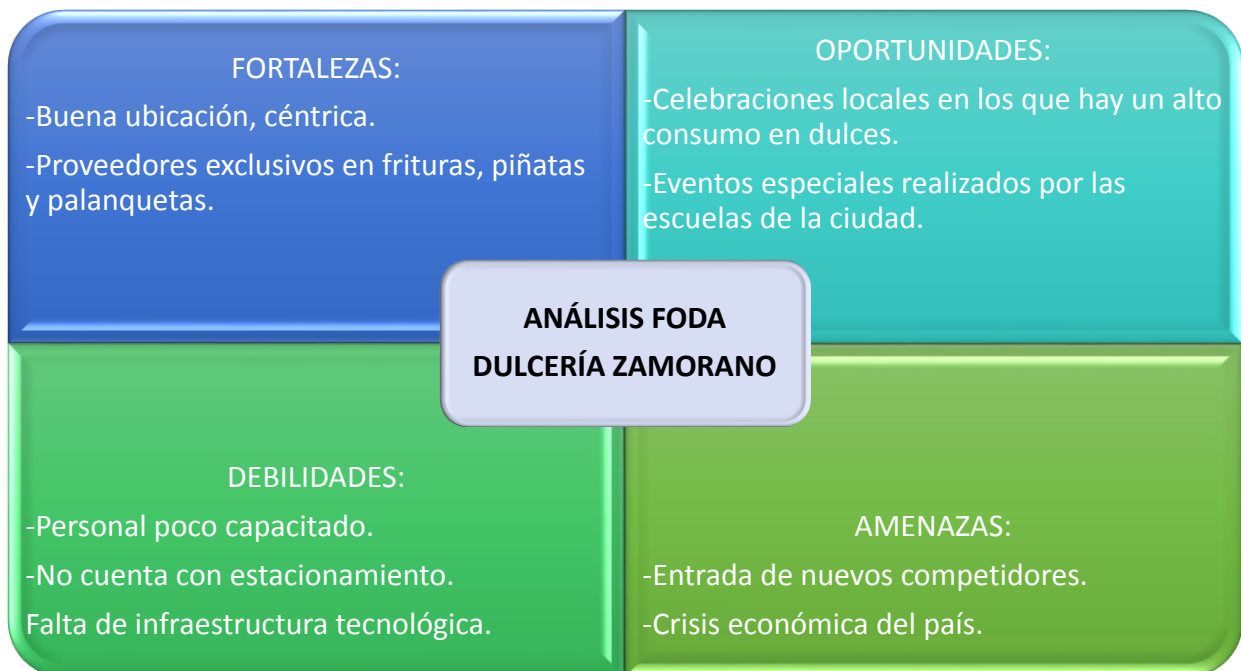 FORTALEZAS:
-Buena ubicación, céntrica.
-Proveedores exclusivos en frituras, piñatas
y palanquetas.
OPORTUNIDADES:
-Celebraciones locales en los que hay un alto
consumo en dulces.
-Eventos especiales realizados por las
escuelas de la ciudad.
ANÁLISIS FODA
DULCERÍA ZAMORANO
DEBILIDADES:
-Personal poco capacitado.
-No cuenta con estacionamiento.
Falta de infraestructura tecnológica.
AMENAZAS:
-Entrada de nuevos competidores.
-Crisis económica del país.